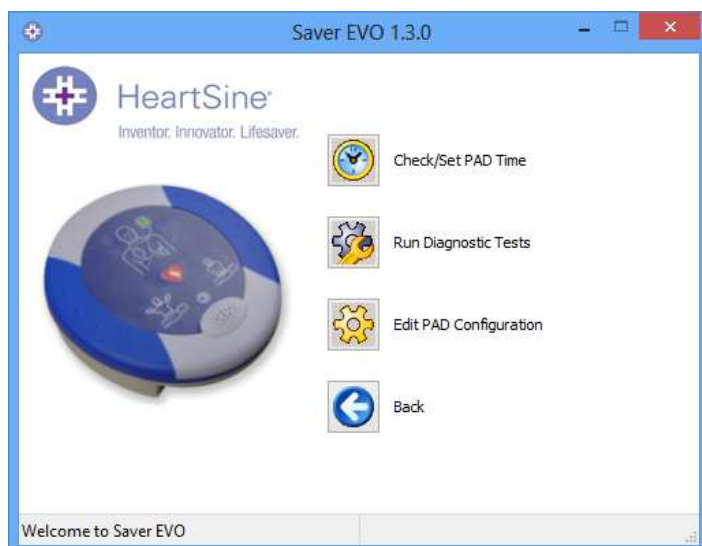 Saver EVO 1.3.0
HeartSine®
Inventor. Innovator. Lifesaver.
Check/Set PAD Time
Run Diagnostic Tests
Edit PAD Configuration
Back
Welcome to Saver EVO